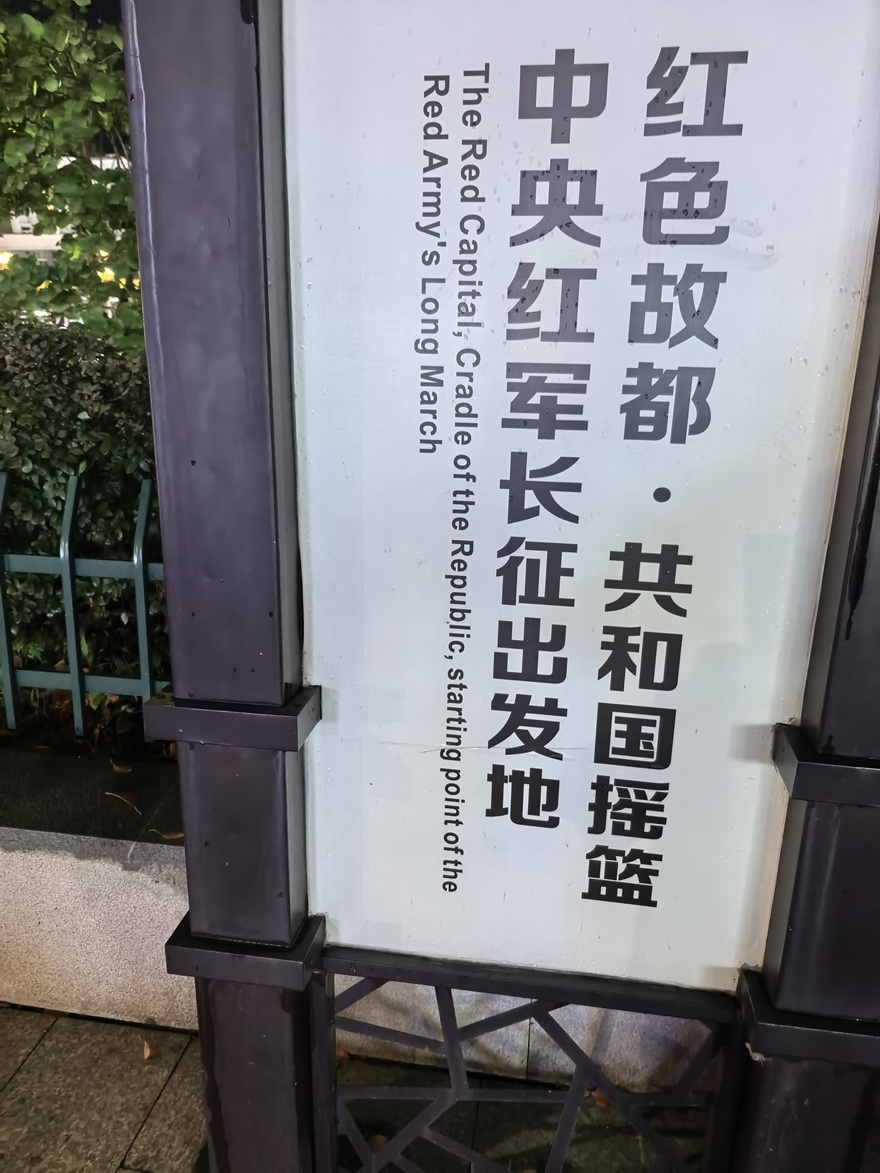 红色故都·共和国摇篮
中央红军长征出发地
The Red Capital, Cradle of the Republic, starting point of the
Red Army's Long March